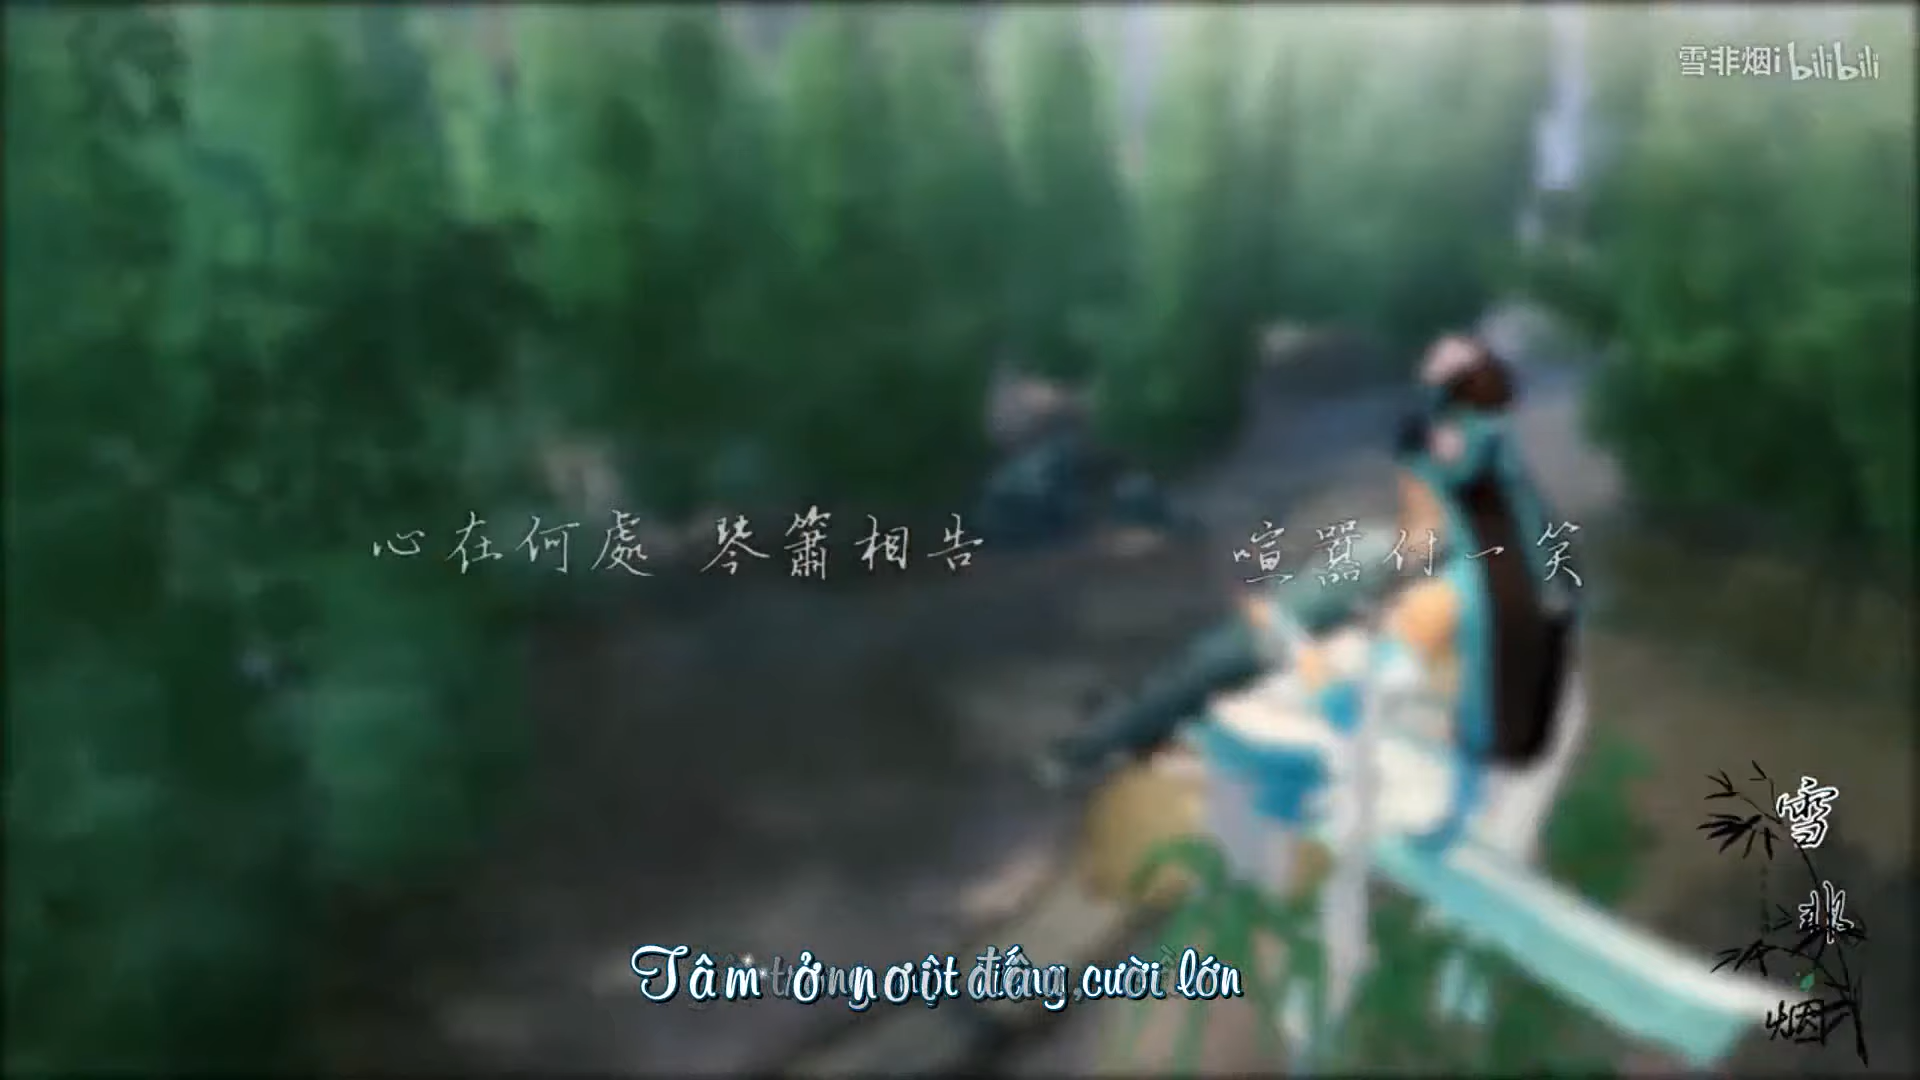 雪非烟i bilibili
心在何處 琴簫相告
喧囂付一笑
Tâm ở nơi đâu
cười lớn
雪
非
烟